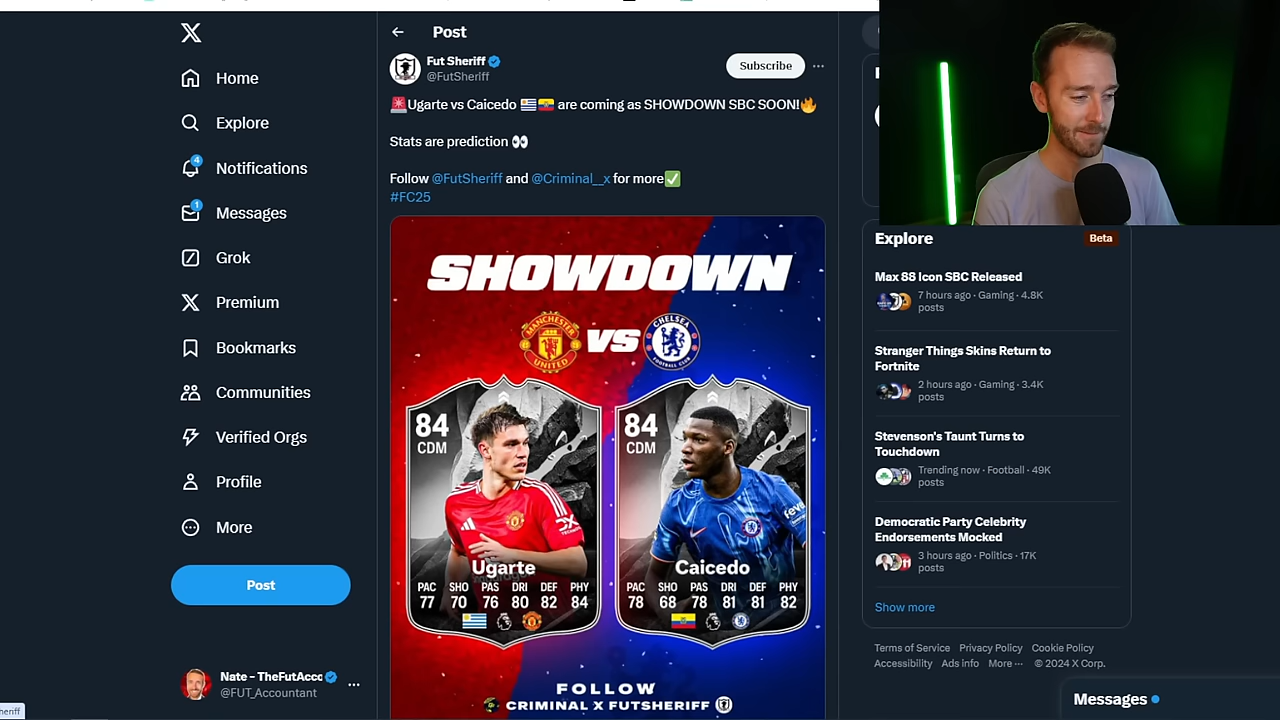 Post
Home
Explore
Notifications
4
Messages
1
Grok
Premium
Bookmarks
Communities
Verified Orgs
Profile
More
Post
Nate - TheFutAcc
@FUT_Accountant
Fut Sheriff
@FutSheriff
Subscribe
🚨Ugarte vs Caicedo 🇺🇾🇪🇨 are coming as SHOWDOWN SBC SOON!🔥
Stats are prediction 👀
Follow @FutSheriff and @Criminal__x for more✅
#FC25
SHOWDOWN
MANCHESTER
UNITED
VS
CHELSEA
FOOTBALL CLUB
84
CDM
Ugarte
PAC SHO PAS DRI DEF PHY
77 70 76 80 82 84
84
CDM
Caicedo
PAC SHO PAS DRI DEF PHY
78 68 78 81 81 82
FOLLOW
CRIMINAL X FUTSHERIFF
Explore
Beta
Max 88 Icon SBC Released
7 hours ago · Gaming · 4.8K
posts
Stranger Things Skins Return to
Fortnite
2 hours ago · Gaming · 3.4K
posts
Stevenson's Taunt Turns to
Touchdown
Trending now · Football · 49K
posts
Democratic Party Celebrity
Endorsements Mocked
3 hours ago · Politics · 17K
posts
Show more
Terms of Service Privacy Policy Cookie Policy
Accessibility Ads info More ··· © 2024 X Corp.
Messages